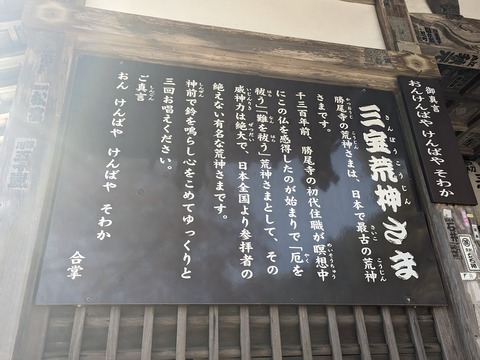 御真言
おんけんばや けんばや そわか
三宝荒神さま
さんぽうこうじん
勝尾寺の荒神さまは、日本で最古の荒神
さまです。
千三百年前、勝尾寺の初代住職が瞑想中
にこの仏を感得したのが始まりで「厄を
祓う」「難を祓う」荒神さまとして、その
威神力は絶大で、日本全国より参拝者の
絶えない有名な荒神さまです。
神前で鈴を鳴らし心をこめてゆっくりと
三回お唱えください。
ご真言
おん けんばや けんばや そわか
合掌